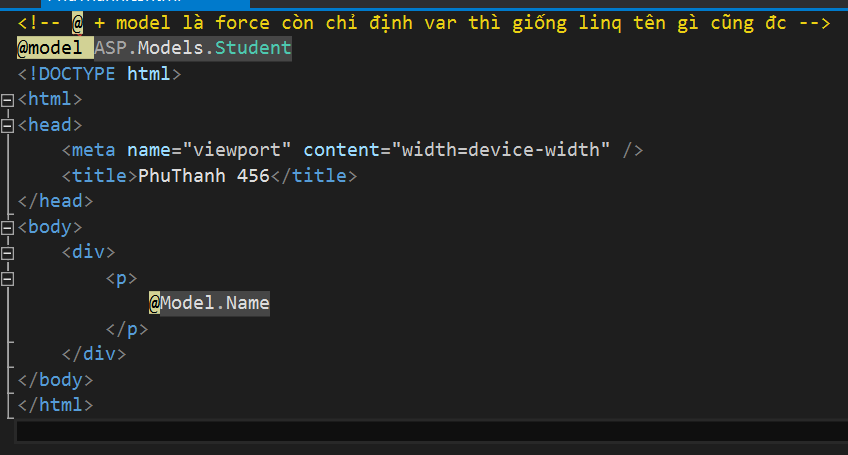 <!-- @ + model là force còn chỉ định var thì giống linq tên gì cũng đc -->
@model ASP.Models.Student
<!DOCTYPE html>
<html>
<head>
    <meta name="viewport" content="width=device-width" />
    <title>PhuThanh 456</title>
</head>
<body>
    <div>
        <p>
            @Model.Name
        </p>
    </div>
</body>
</html>